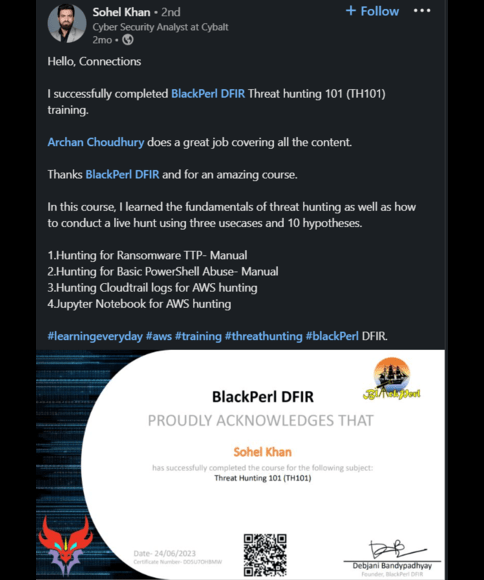 Sohel Khan • 2nd
+ Follow
Cyber Security Analyst at Cybalt
2mo •
Hello, Connections
I successfully completed BlackPerl DFIR Threat hunting 101 (TH101)
training.
Archan Choudhury does a great job covering all the content.
Thanks BlackPerl DFIR and for an amazing course.
In this course, I learned the fundamentals of threat hunting as well as how
to conduct a live hunt using three usecases and 10 hypotheses.
1.Hunting for Ransomware TTP- Manual
2.Hunting for Basic PowerShell Abuse- Manual
3.Hunting Cloudtrail logs for AWS hunting
4.Jupyter Notebook for AWS hunting
#learningeveryday #aws #training #threathunting #blackPerl DFIR.
BlackPerl
BlackPerl DFIR
PROUDLY ACKNOWLEDGES THAT
Sohel Khan
has successfully completed the course for the following subject:
Threat Hunting 101 (TH101)
Date- 24/06/2023
Certificate Number-
Debjani Bandypadhyay
Founder, BlackPerl DFIR